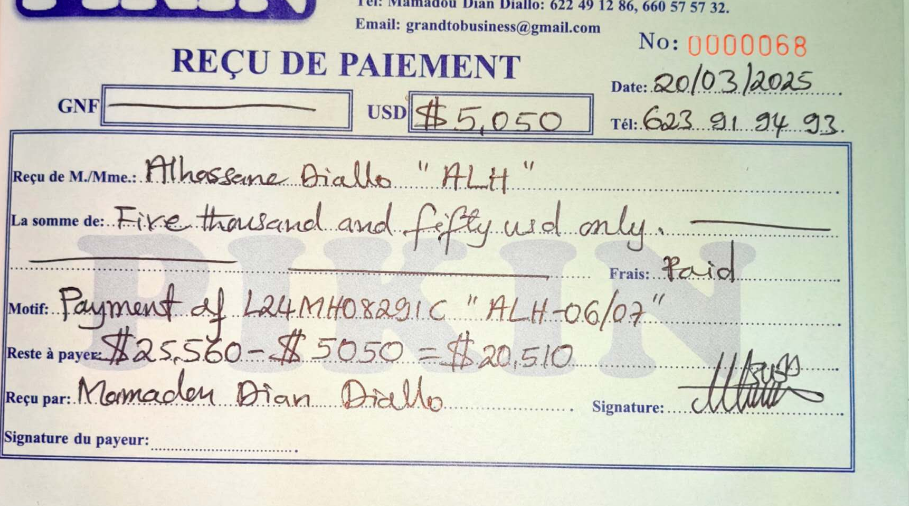 PIKIN
Tel: Mamadou Dian Diallo: 622 49 12 86, 660 57 57 32.
Email: grandtobusiness@gmail.com
No: 0000068
REÇU DE PAIEMENT
Date: 20/03/2025
GNF
USD $5,050
Tél: 623 91 94 93.
Reçu de M./Mme.: Alhassane Diallo "ALH"
La somme de: Five thousand and fifty usd only.
Frais: Paid
PIKIN
Motif: Payment of L24MH08291C "ALH-06/07"
Reste à payer: $25,560 - $5050 = $20,510
Reçu par: Mamadou Dian Diallo
Signature:
Signature du payeur: